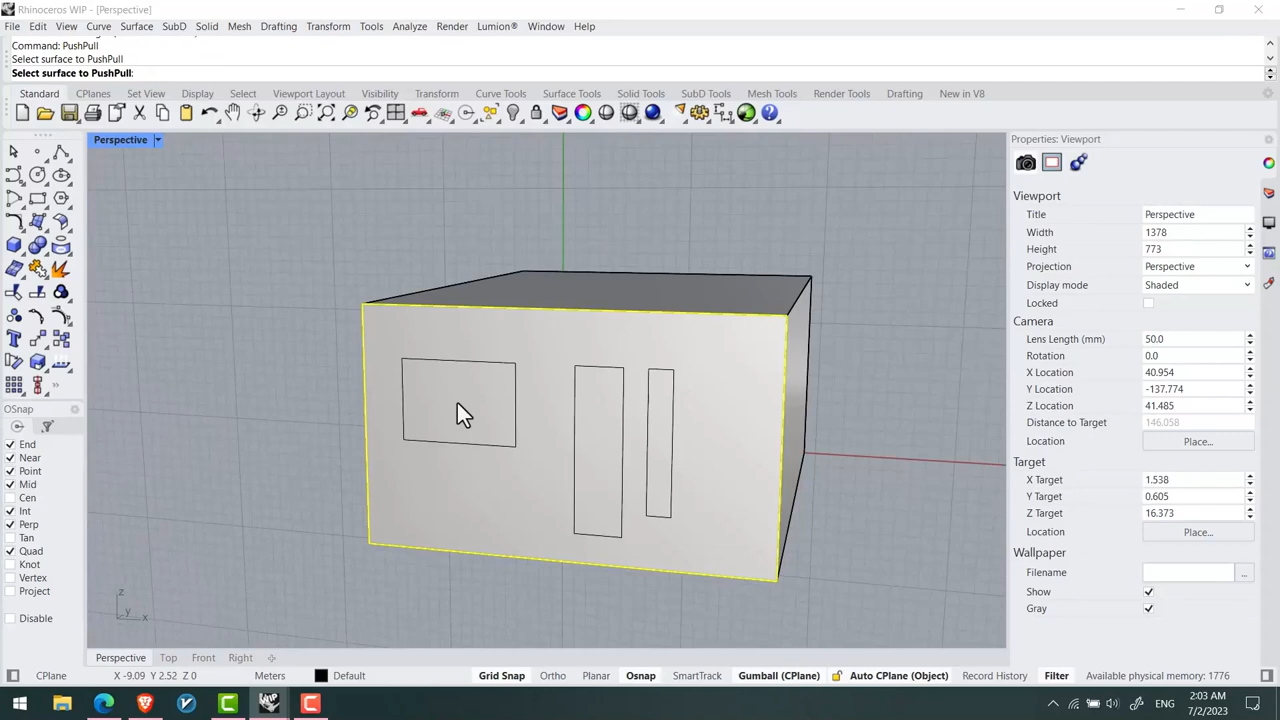 Rhinoceros WIP - [Perspective]
File Edit View Curve Surface SubD Solid Mesh Drafting Transform Tools Analyze Render Lumion® Window Help
Command: PushPull
Select surface to PushPull
Select surface to PushPull:
Standard CPlanes Set View Display Select Viewport Layout Visibility Transform Curve Tools Surface Tools Solid Tools SubD Tools Mesh Tools Render Tools Drafting New in V8
Perspective
Properties: Viewport
Viewport
Title Perspective
Width 1378
Height 773
Projection Perspective
Display mode Shaded
Locked
Camera
Lens Length (mm) 50.0
Rotation 0.0
X Location 40.954
Y Location -137.774
Z Location 41.485
Distance to Target 146.058
Location Place...
Target
X Target 1.538
Y Target 0.605
Z Target 16.373
Location Place...
Wallpaper
Filename ...
Show
Gray
OSnap
End
Near
Point
Mid
Cen
Int
Perp
Tan
Quad
Knot
Vertex
Project
Disable
z
y x
Perspective Top Front Right
CPlane X -9.09 Y 2.52 Z 0 Meters Default Grid Snap Ortho Planar Osnap SmartTrack Gumball (CPlane) Auto CPlane (Object) Record History Filter Available physical memory: 1776
WIP ENG 2:03 AM
7/2/2023